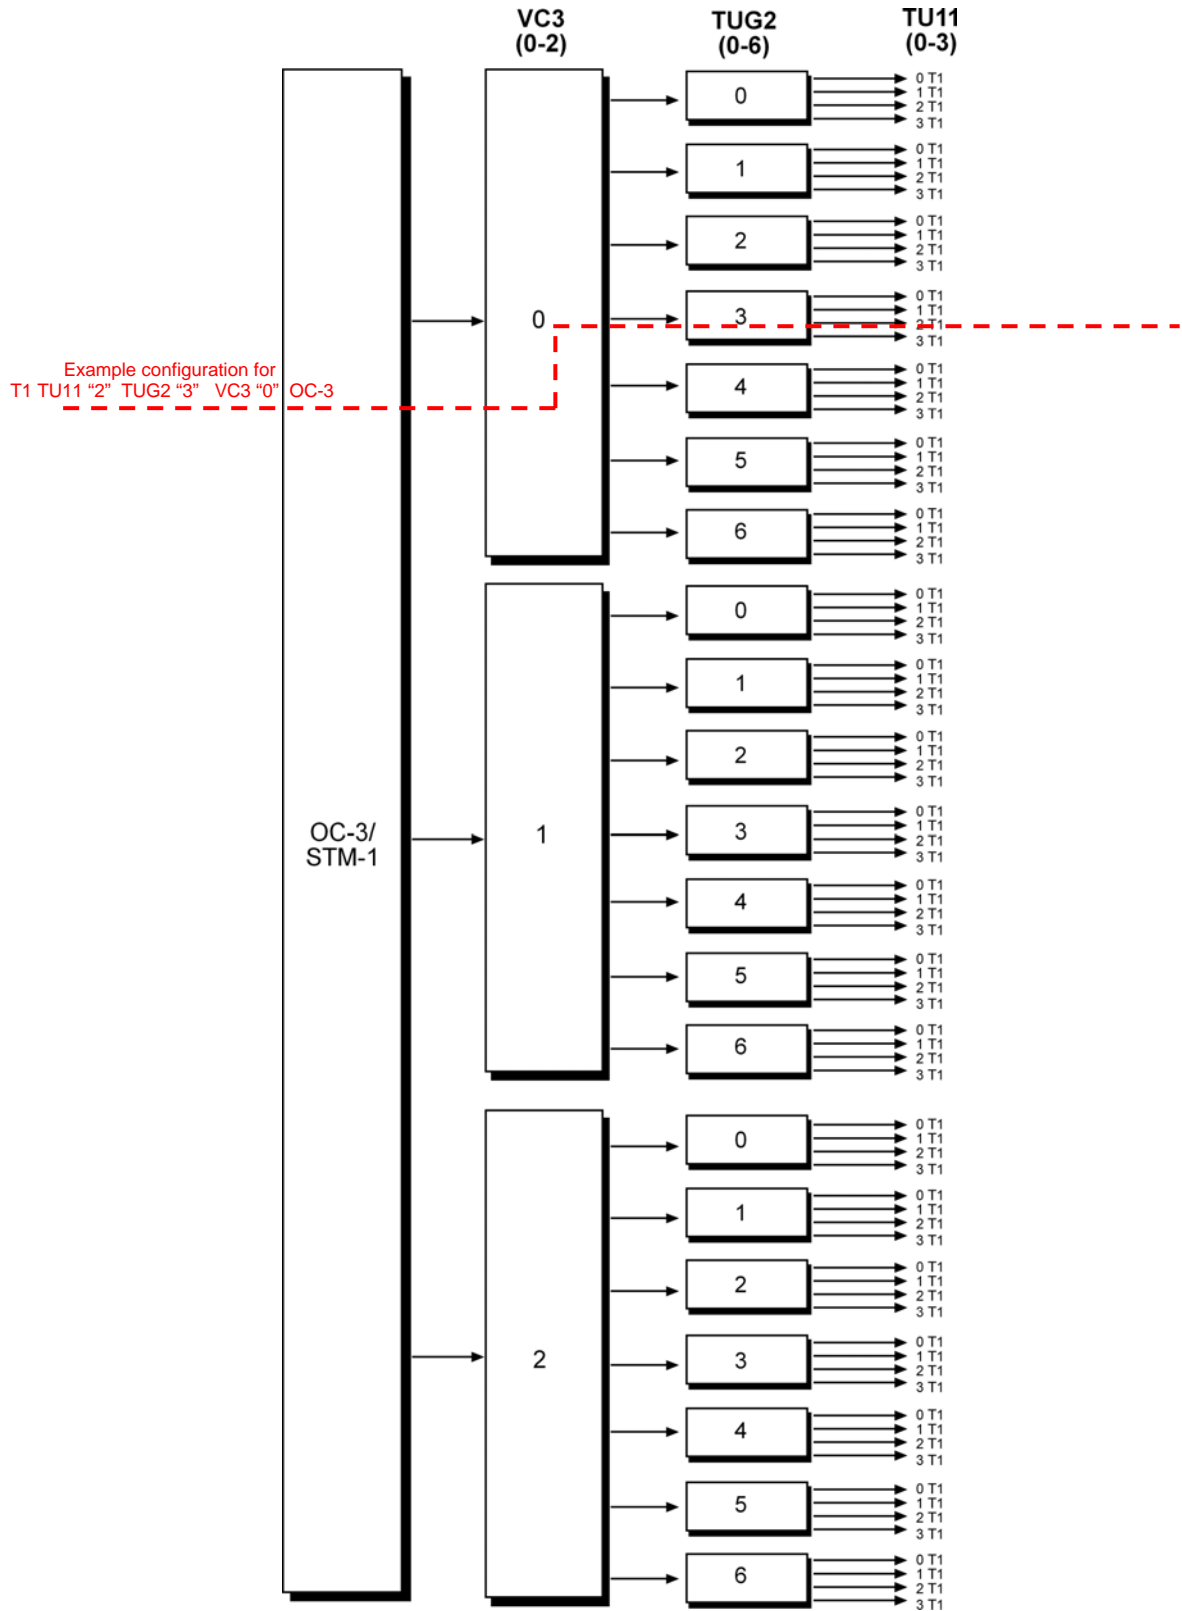 VC3 TUG2 TU11
(0-2) (0-6) (0-3)
0 0 T1
1 T1
2 T1
3 T1
1 0 T1
1 T1
2 T1
3 T1
2 0 T1
1 T1
2 T1
3 T1
0 3 0 T1
1 T1
2 T1
3 T1
Example configuration for
T1 TU11 “2” TUG2 “3” VC3 “0” OC-3
4 0 T1
1 T1
2 T1
3 T1
5 0 T1
1 T1
2 T1
3 T1
6 0 T1
1 T1
2 T1
3 T1
0 0 T1
1 T1
2 T1
3 T1
1 0 T1
1 T1
2 T1
3 T1
2 0 T1
1 T1
2 T1
3 T1
OC-3/
STM-1
1 3 0 T1
1 T1
2 T1
3 T1
4 0 T1
1 T1
2 T1
3 T1
5 0 T1
1 T1
2 T1
3 T1
6 0 T1
1 T1
2 T1
3 T1
0 0 T1
1 T1
2 T1
3 T1
1 0 T1
1 T1
2 T1
3 T1
2 0 T1
1 T1
2 T1
3 T1
2 3 0 T1
1 T1
2 T1
3 T1
4 0 T1
1 T1
2 T1
3 T1
5 0 T1
1 T1
2 T1
3 T1
6 0 T1
1 T1
2 T1
3 T1